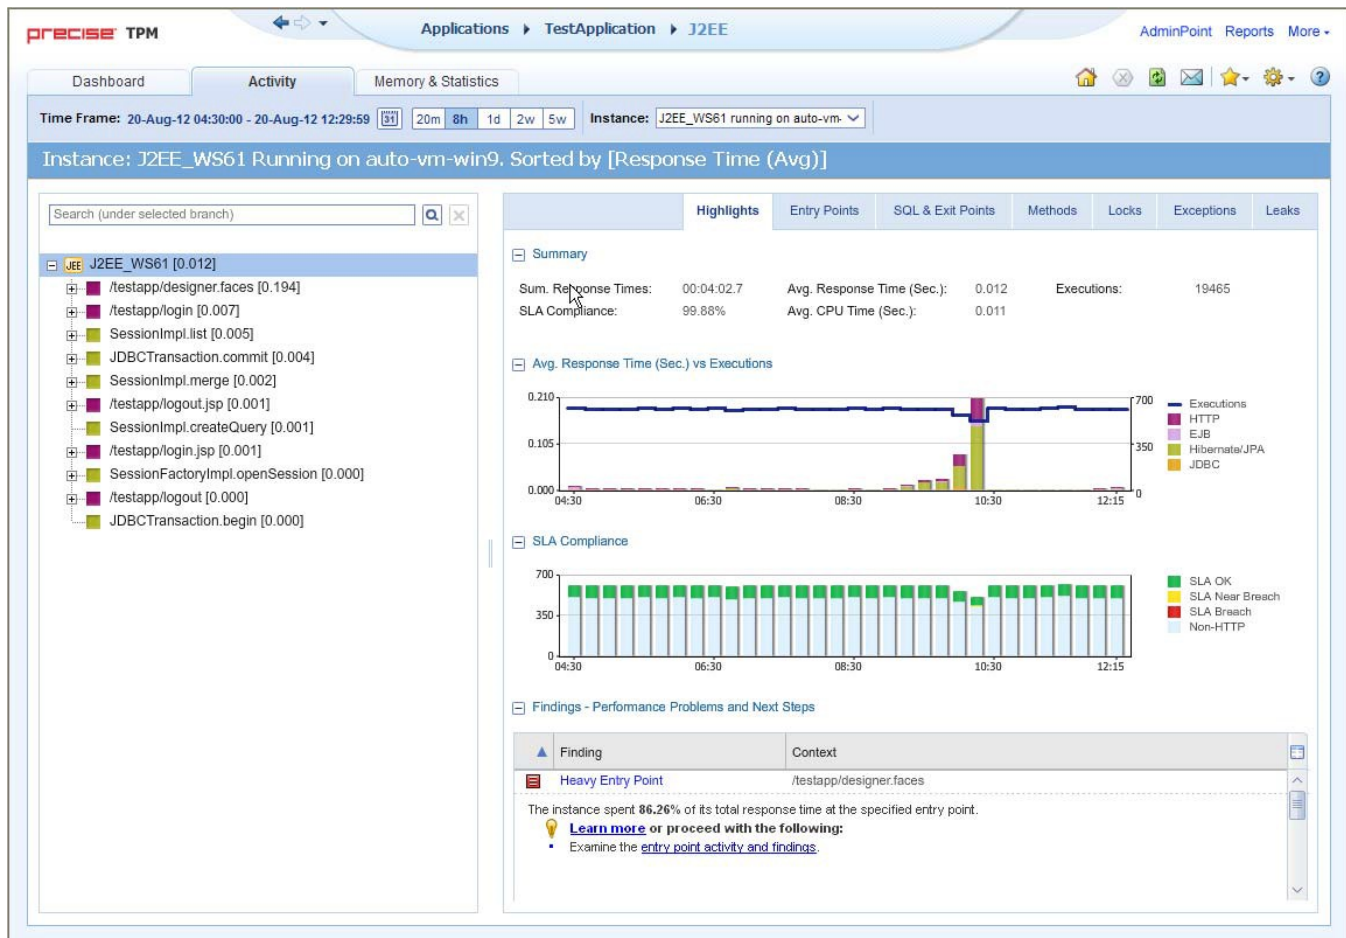 precise TPM
Applications TestApplication J2EE
AdminPoint Reports More
Dashboard Activity Memory & Statistics
Time Frame: 20-Aug-12 04:30:00 - 20-Aug-12 12:29:59 31 20m 8h 1d 2w 5w Instance: J2EE_WS61 running on auto-vm-
Instance: J2EE_WS61 Running on auto-vm-win9. Sorted by [Response Time (Avg)]
Search (under selected branch)
JEE J2EE_WS61 [0.012]
/testapp/designer.faces [0.194]
/testapp/login [0.007]
SessionImpl.list [0.005]
JDBCTransaction.commit [0.004]
SessionImpl.merge [0.002]
/testapp/logout.jsp [0.001]
SessionImpl.createQuery [0.001]
/testapp/login.jsp [0.001]
SessionFactoryImpl.openSession [0.000]
/testapp/logout [0.000]
JDBCTransaction.begin [0.000]
Highlights Entry Points SQL & Exit Points Methods Locks Exceptions Leaks
Summary
Sum. Response Times: 00:04:02.7 Avg. Response Time (Sec.): 0.012 Executions: 19465
SLA Compliance: 99.88% Avg. CPU Time (Sec.): 0.011
Avg. Response Time (Sec.) vs Executions
0.210
0.105
0.000
700
350
0
04:30 06:30 08:30 10:30 12:15
Executions
HTTP
EJB
Hibernate/JPA
JDBC
SLA Compliance
700
350
0
04:30 06:30 08:30 10:30 12:15
SLA OK
SLA Near Breach
SLA Breach
Non-HTTP
Findings - Performance Problems and Next Steps
Finding Context
Heavy Entry Point /testapp/designer.faces
The instance spent 86.26% of its total response time at the specified entry point.
Learn more or proceed with the following:
Examine the entry point activity and findings.